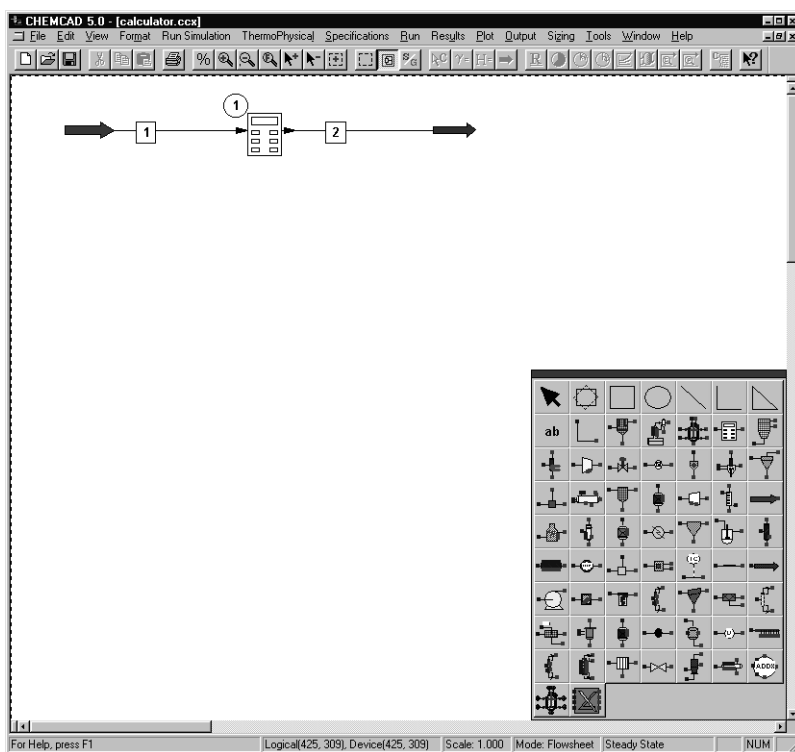 CHEMCAD 5.0 - [calculator.ccx]
File Edit View Format Run Simulation ThermoPhysical Specifications Run Results Plot Output Sizing Tools Window Help
% S/G C γ= H= R
1
1 2
ab
TC
U
ADDX
For Help, press F1 Logical(425, 309), Device(425, 309) Scale: 1.000 Mode: Flowsheet Steady State NUM